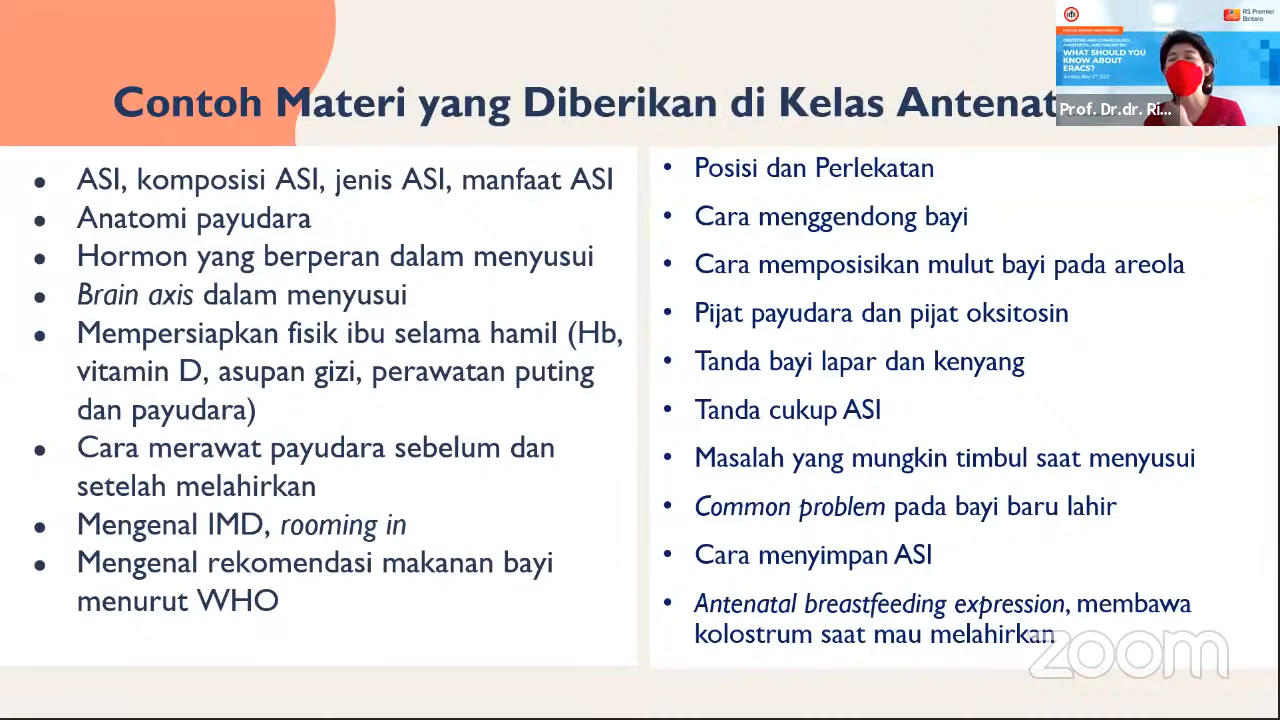 Contoh Materi yang Diberikan di Kelas Antenat
ASI, komposisi ASI, jenis ASI, manfaat ASI
Anatomi payudara
Hormon yang berperan dalam menyusui
Brain axis dalam menyusui
Mempersiapkan fisik ibu selama hamil (Hb,
vitamin D, asupan gizi, perawatan puting
dan payudara)
Cara merawat payudara sebelum dan
setelah melahirkan
Mengenal IMD, rooming in
Mengenal rekomendasi makanan bayi
menurut WHO
Posisi dan Perlekatan
Cara menggendong bayi
Cara memposisikan mulut bayi pada areola
Pijat payudara dan pijat oksitosin
Tanda bayi lapar dan kenyang
Tanda cukup ASI
Masalah yang mungkin timbul saat menyusui
Common problem pada bayi baru lahir
Cara menyimpan ASI
Antenatal breastfeeding expression, membawa
kolostrum saat mau melahirkan
RS Premier
Bintaro
WHAT SHOULD YOU
KNOW ABOUT
ERACS?
Prof. Dr.dr. Ri...
zoom